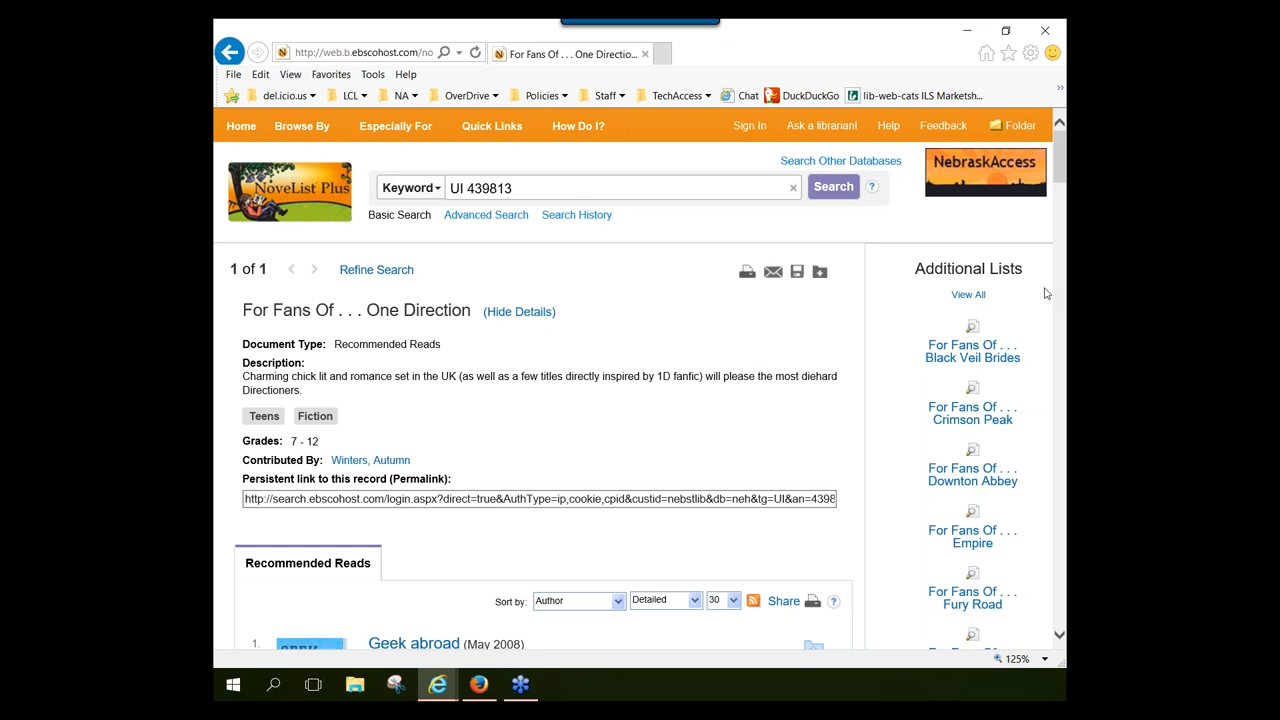 http://web.b.ebscohost.com/no
For Fans Of . . . One Directio...
File Edit View Favorites Tools Help
del.icio.us LCL NA OverDrive Policies Staff TechAccess Chat DuckDuckGo lib-web-cats ILS Marketsh...
Home Browse By Especially For Quick Links How Do I? Sign In Ask a librarian! Help Feedback Folder
Search Other Databases
NoveList Plus
Keyword UI 439813 Search
NebraskAccess
Basic Search Advanced Search Search History
1 of 1 Refine Search
Additional Lists
View All
For Fans Of . . . One Direction (Hide Details)
Document Type: Recommended Reads
Description:
Charming chick lit and romance set in the UK (as well as a few titles directly inspired by 1D fanfic) will please the most diehard
Directioners.
Teens Fiction
Grades: 7 - 12
Contributed By: Winters, Autumn
Persistent link to this record (Permalink):
http://search.ebscohost.com/login.aspx?direct=true&AuthType=ip,cookie,cpid&custid=nebstlib&db=neh&tg=UI&an=4398
For Fans Of . . .
Black Veil Brides
For Fans Of . . .
Crimson Peak
For Fans Of . . .
Downton Abbey
For Fans Of . . .
Empire
For Fans Of . . .
Fury Road
Recommended Reads
Sort by: Author Detailed 30 Share
1. Geek abroad (May 2008)
125%